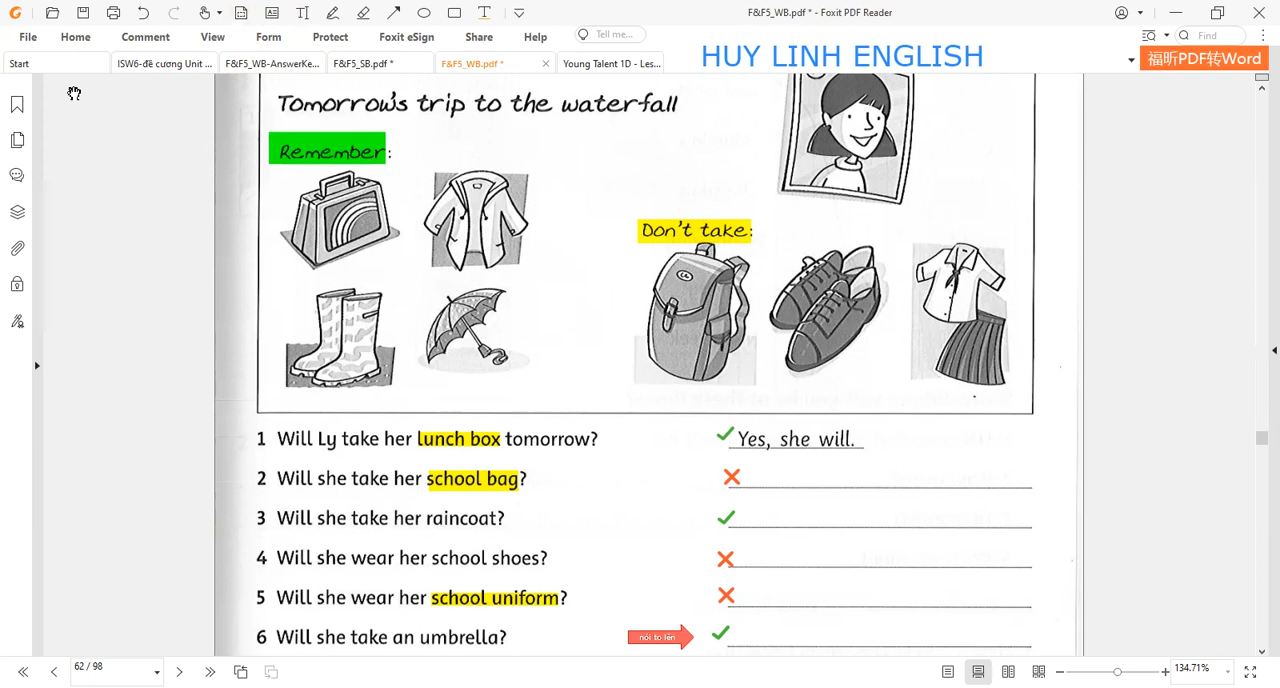 F&F5_WB.pdf * - Foxit PDF Reader
File Home Comment View Form Protect Foxit eSign Share Help Tell me... Find
Start ISW6-đề cương Unit ... F&F5_WB-AnswerKe... F&F5_SB.pdf * F&F5_WB.pdf * Young Talent 1D - Les...
HUY LINH ENGLISH
福昕PDF转Word
Tomorrow's trip to the waterfall
Remember:
Don't take:
1 Will Ly take her lunch box tomorrow? Yes, she will.
2 Will she take her school bag?
3 Will she take her raincoat?
4 Will she wear her school shoes?
5 Will she wear her school uniform?
6 Will she take an umbrella? nói to lên
62 / 98 134.71%